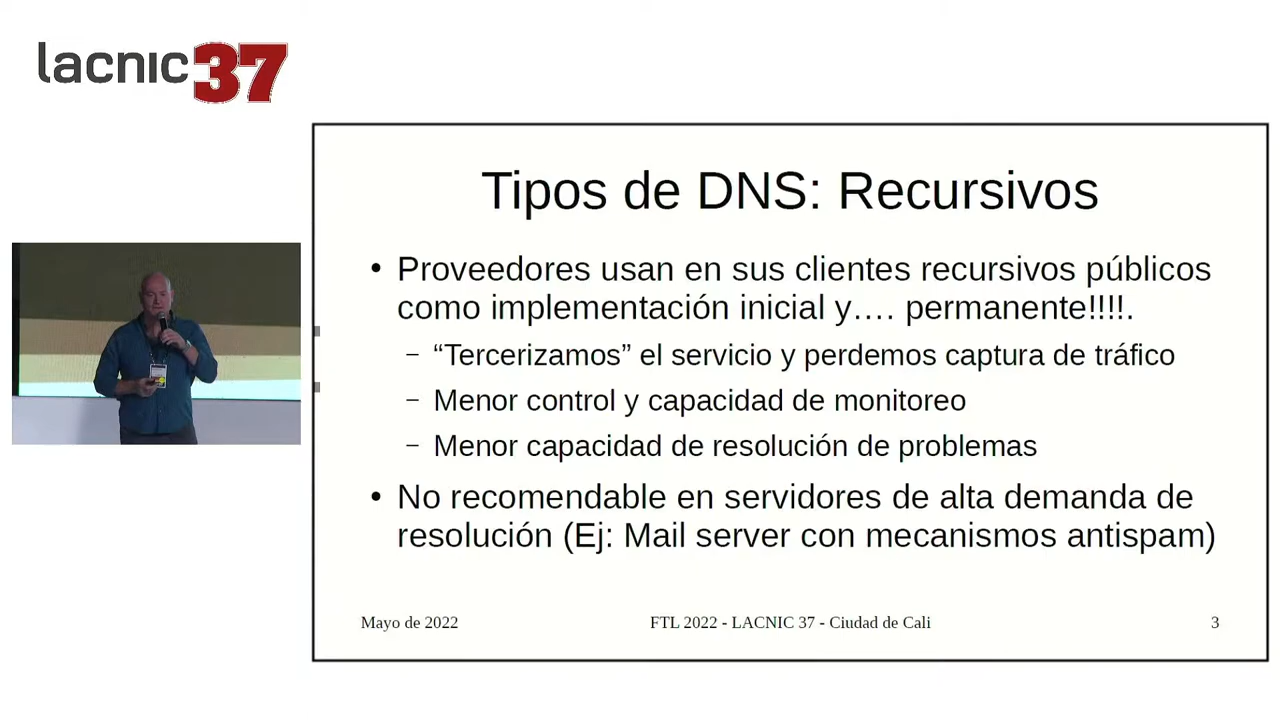 lacnic37
Tipos de DNS: Recursivos
• Proveedores usan en sus clientes recursivos públicos
como implementación inicial y…. permanente!!!!.
– “Tercerizamos” el servicio y perdemos captura de tráfico
– Menor control y capacidad de monitoreo
– Menor capacidad de resolución de problemas
• No recomendable en servidores de alta demanda de
resolución (Ej: Mail server con mecanismos antispam)
Mayo de 2022
FTL 2022 - LACNIC 37 - Ciudad de Cali
3